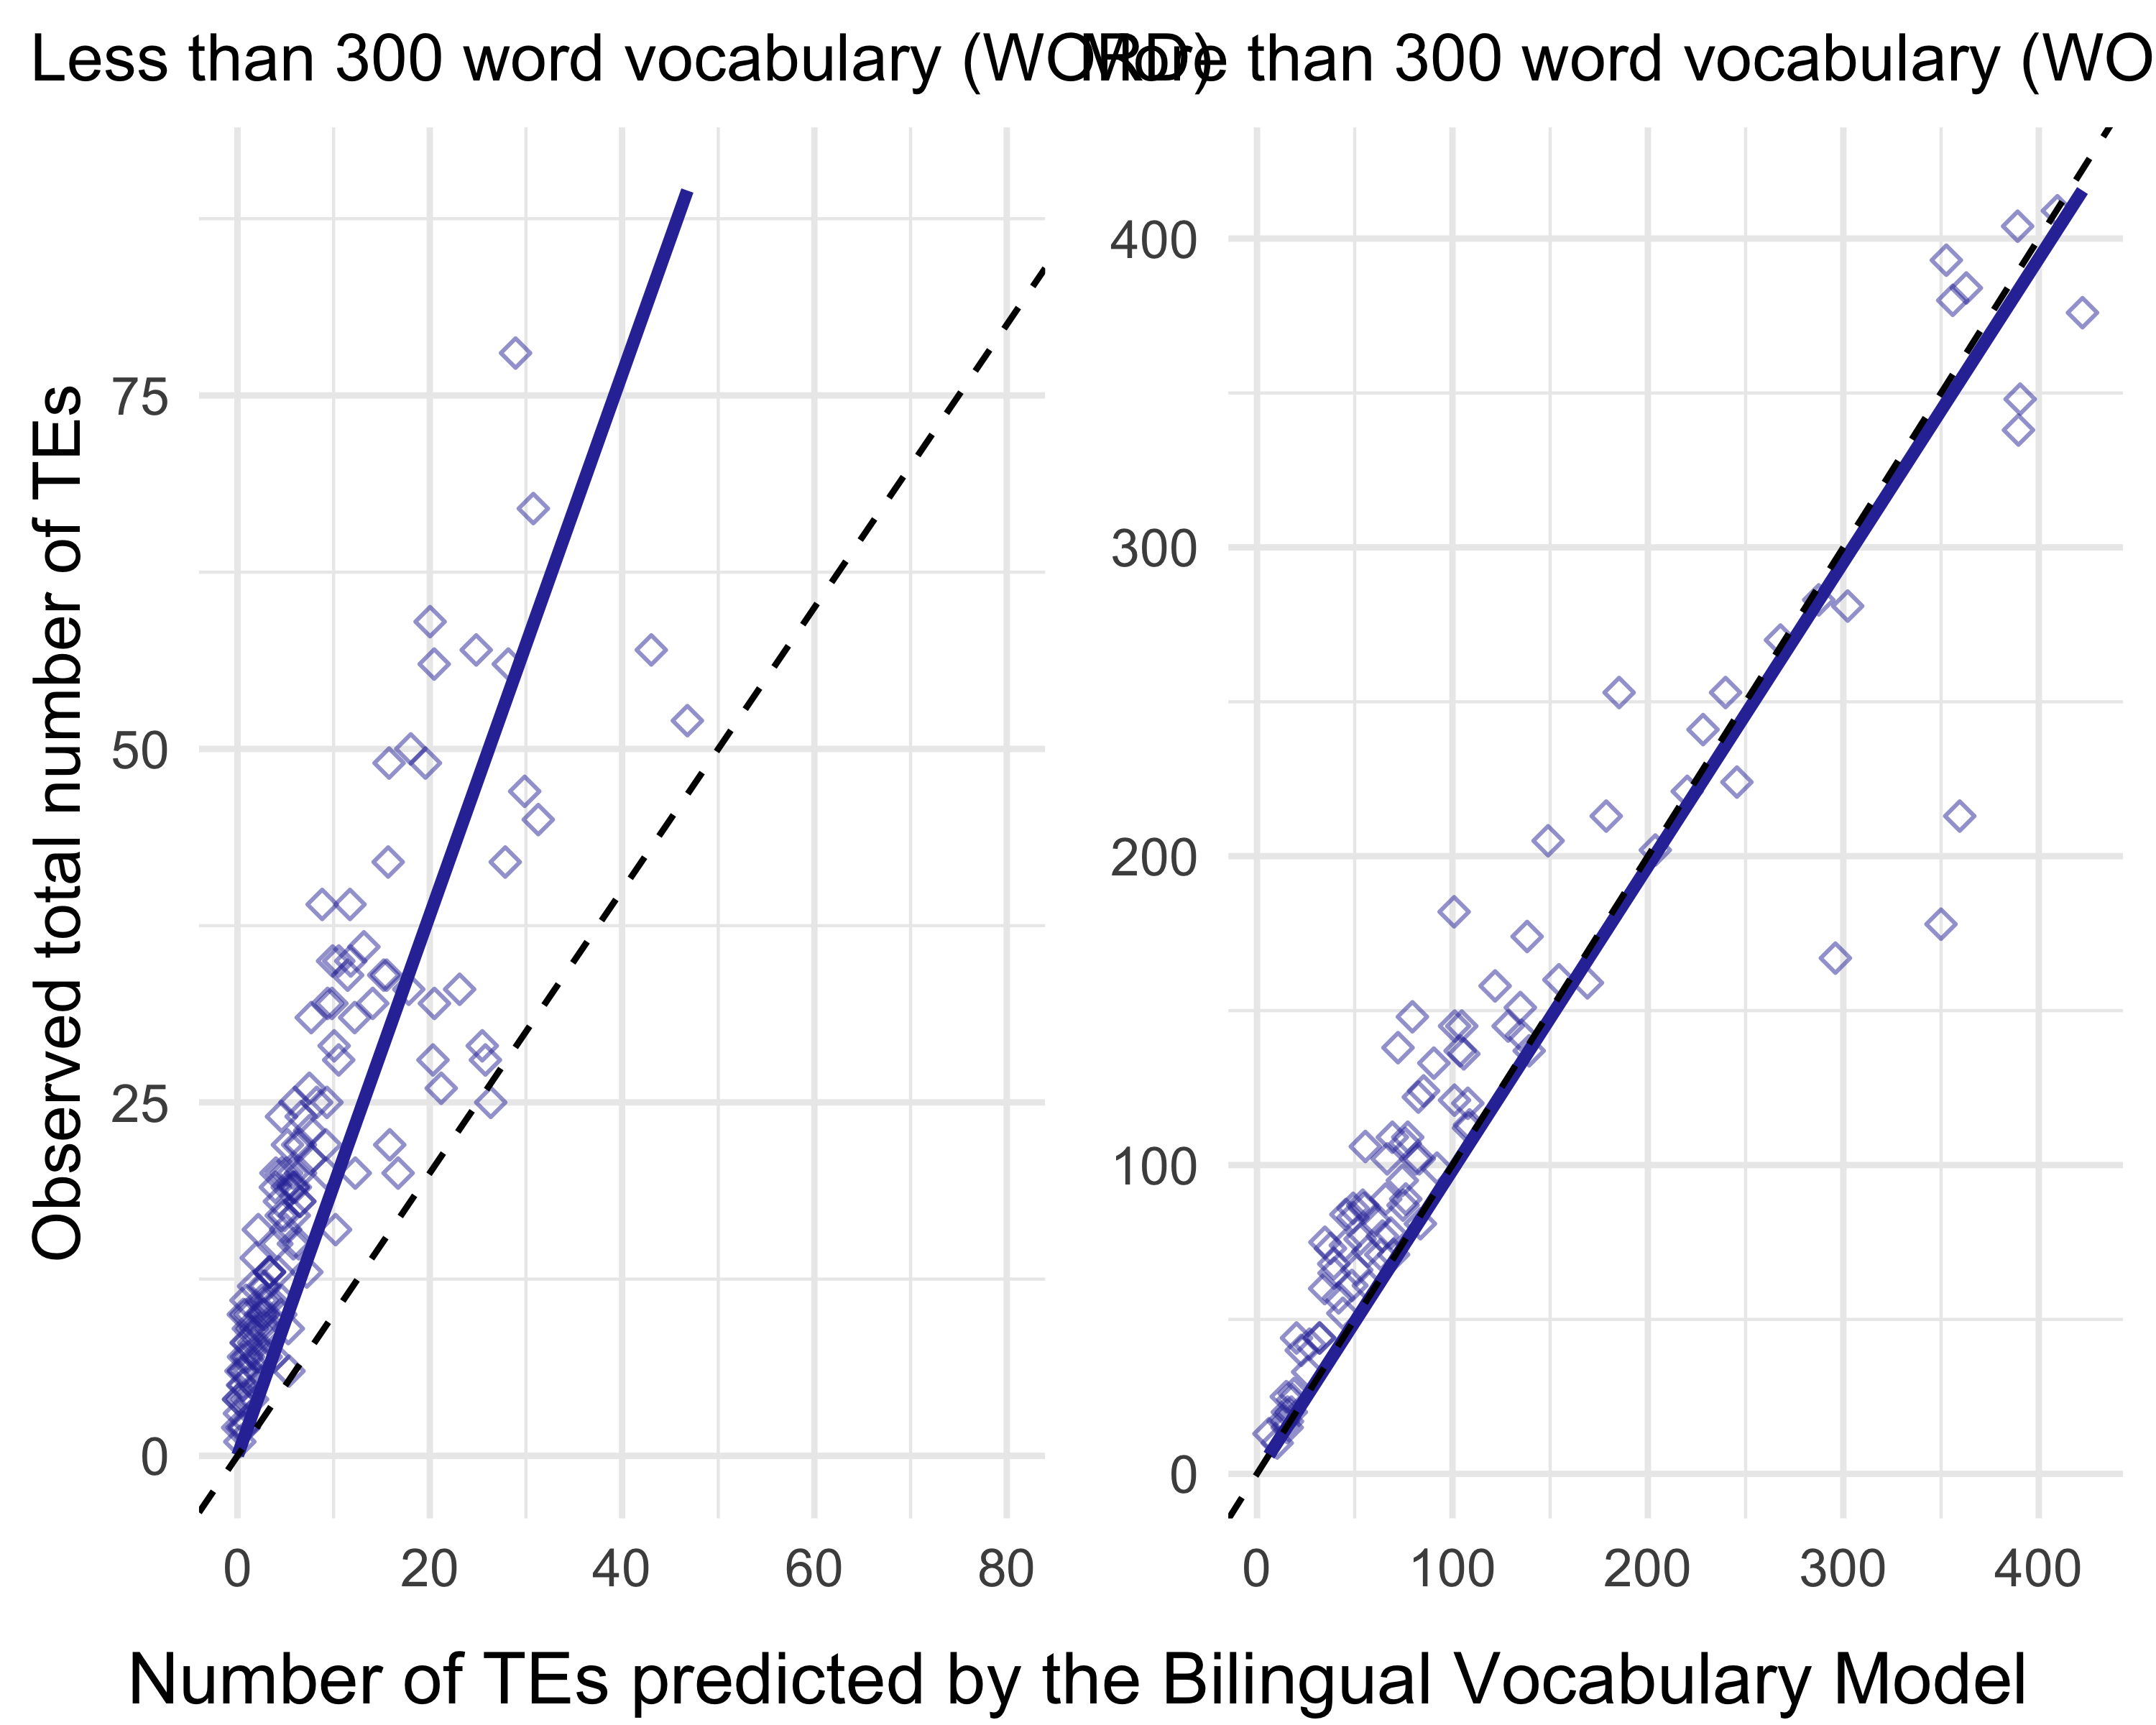 Less than 300 word vocabulary (WORD)
More than 300 word vocabulary (WO
Observed total number of TEs
75
50
25
0
0 20 40 60 80
400
300
200
100
0
0 100 200 300 400
Number of TEs predicted by the Bilingual Vocabulary Model